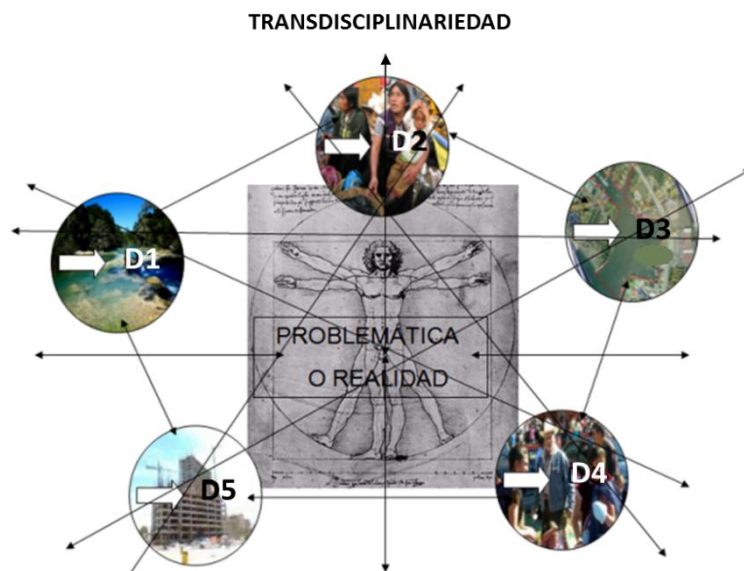 TRANSDISCIPLINARIEDAD
D2
D1
D3
PROBLEMÁTICA
O REALIDAD
D5
D4